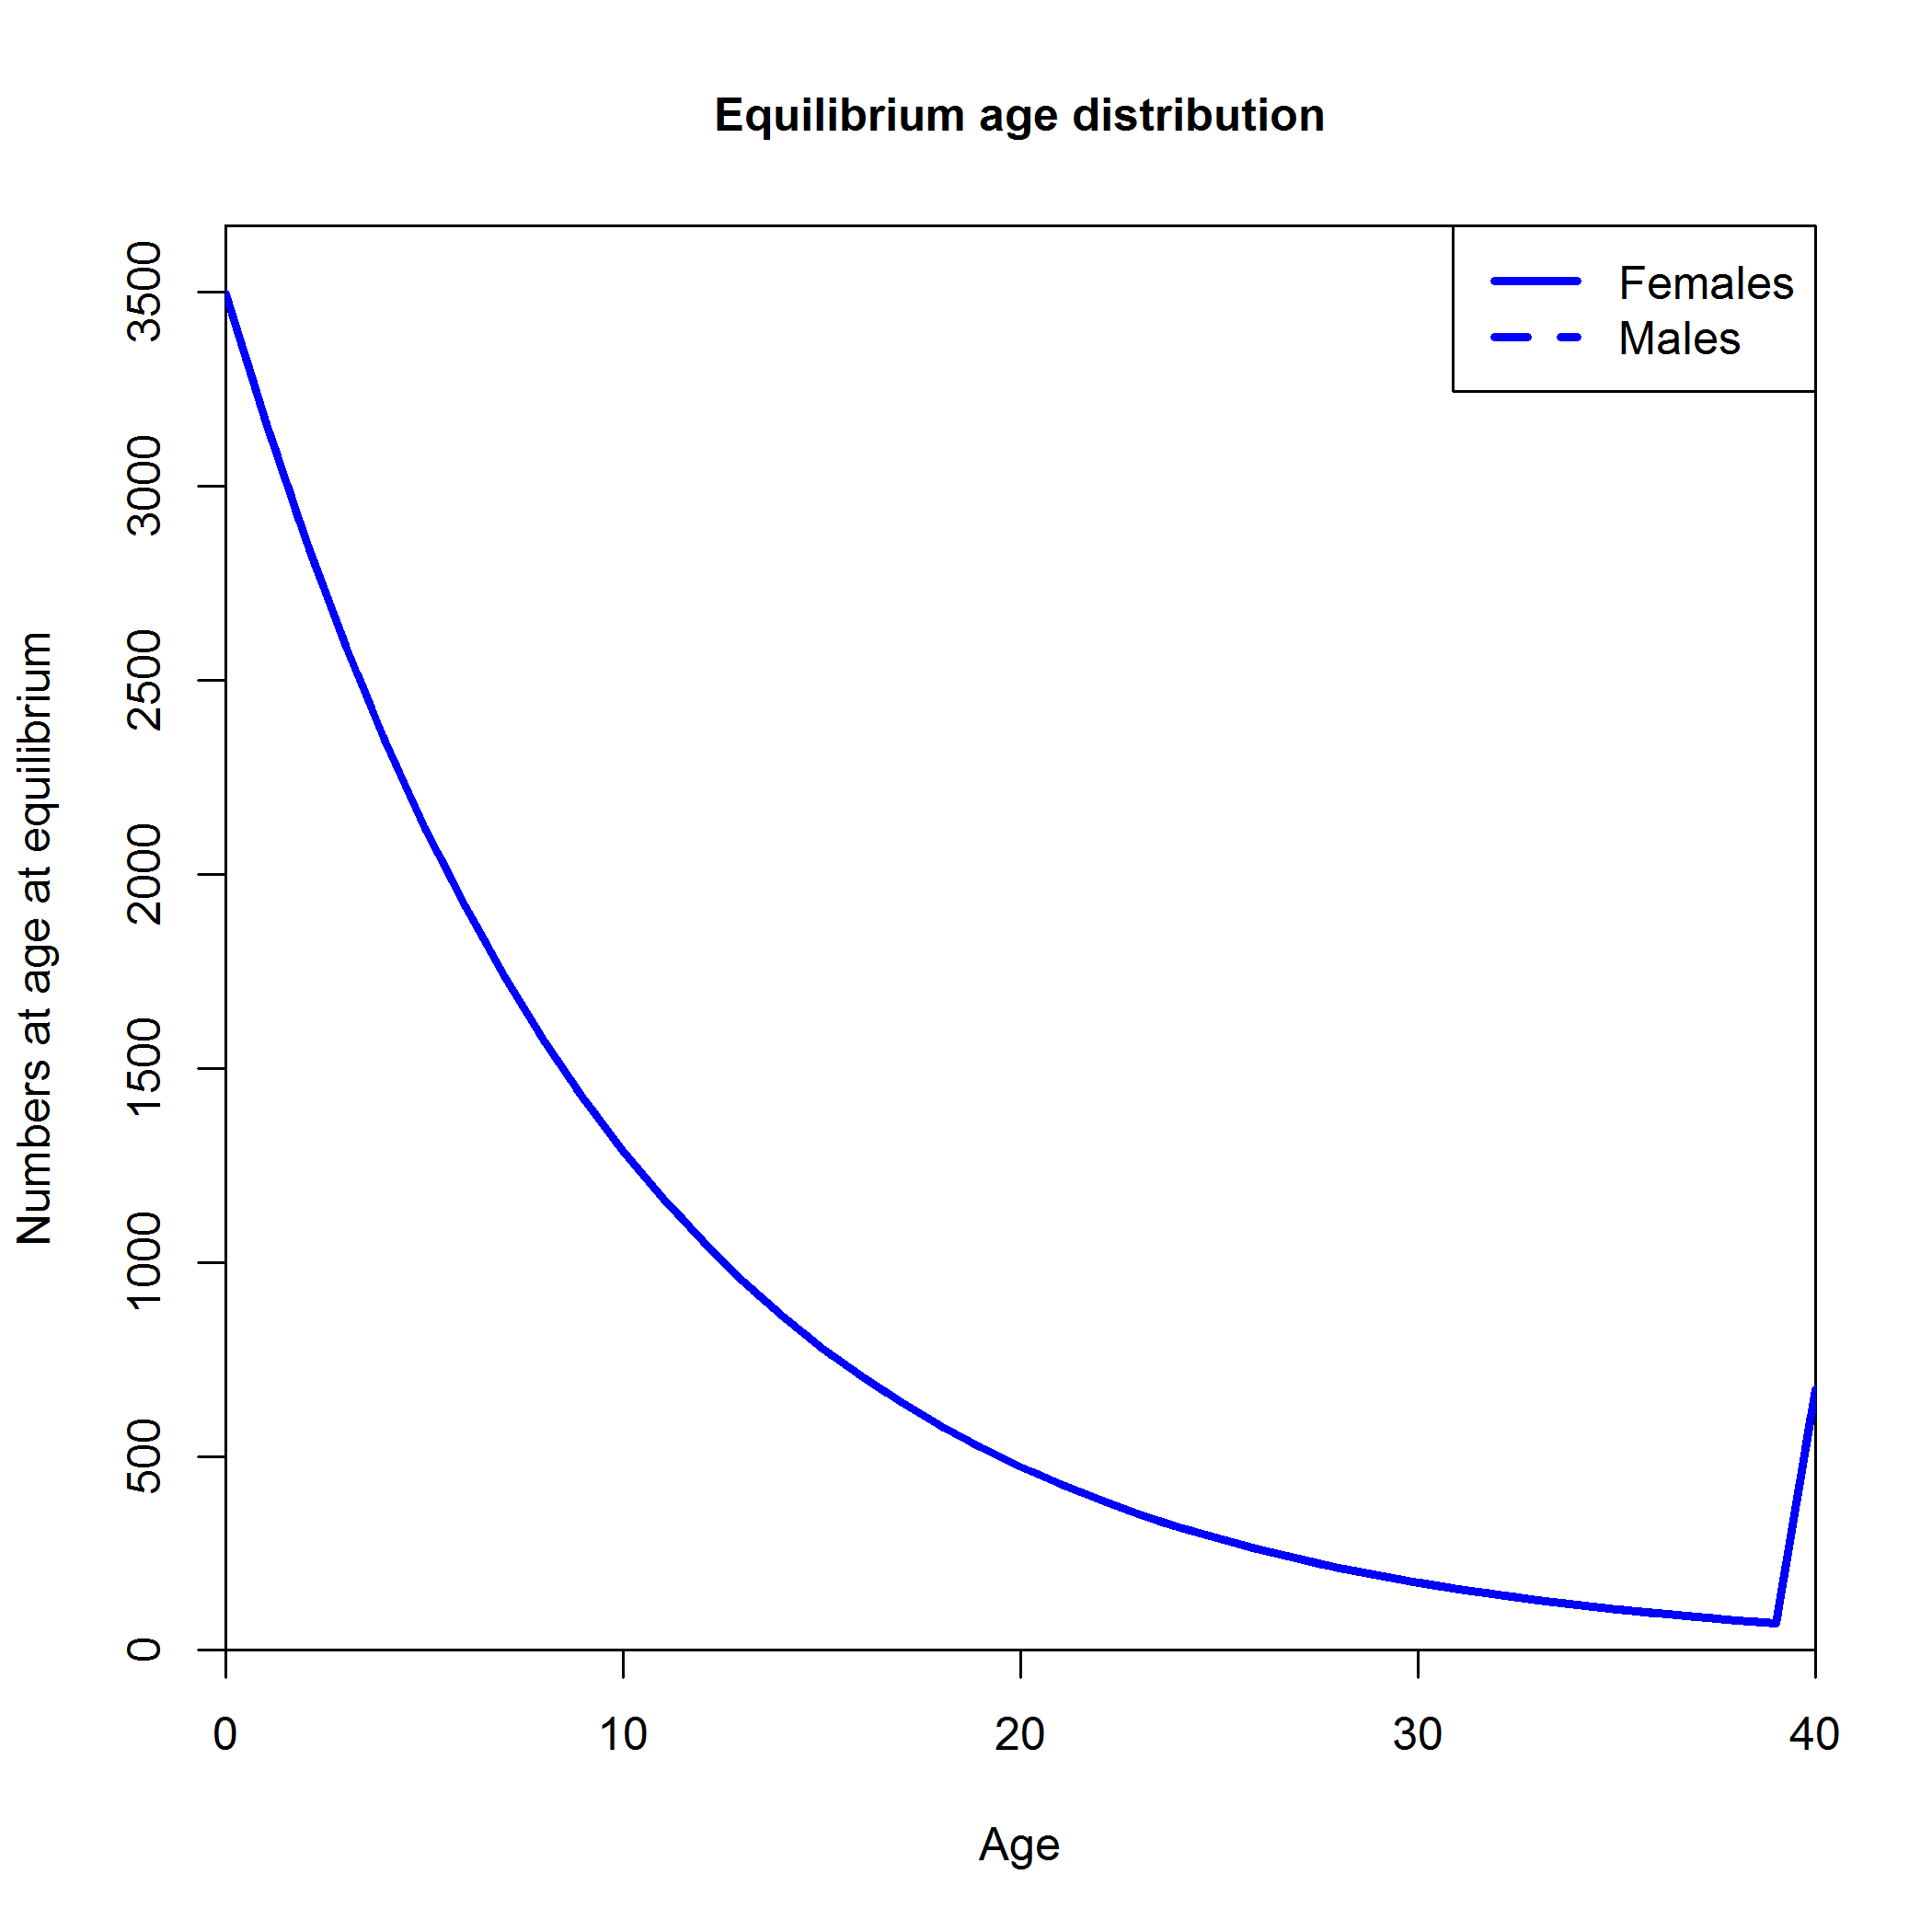 Equilibrium age distribution
Females
Males
Numbers at age at equilibrium
3500
3000
2500
2000
1500
1000
500
0
0 10 20 30 40
Age